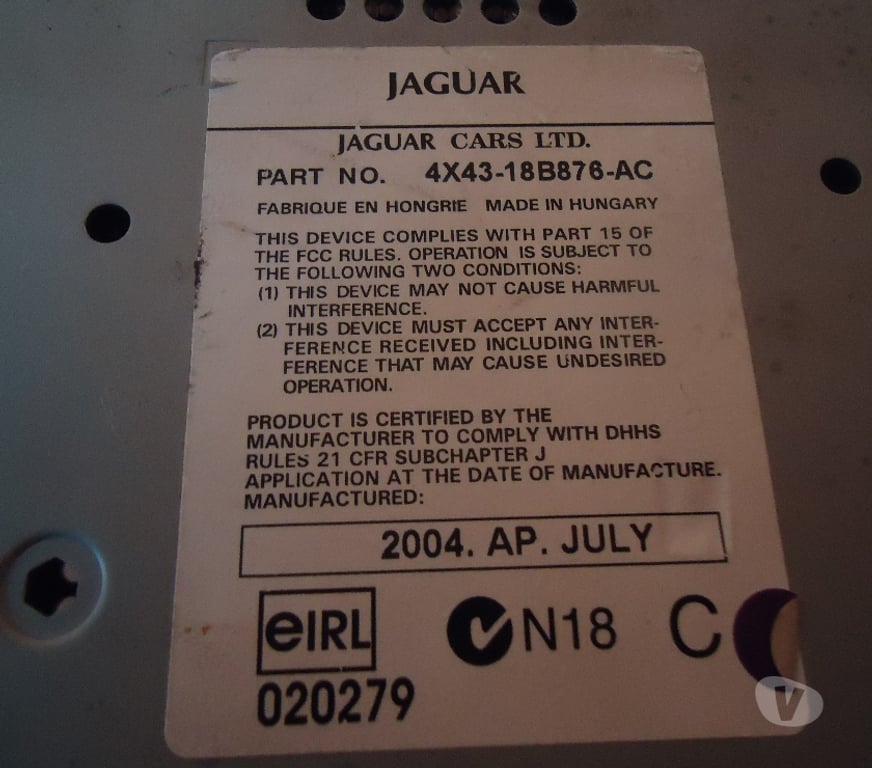 JAGUAR
JAGUAR CARS LTD.
PART NO. 4X43-18B876-AC
FABRIQUE EN HONGRIE MADE IN HUNGARY
THIS DEVICE COMPLIES WITH PART 15 OF
THE FCC RULES. OPERATION IS SUBJECT TO
THE FOLLOWING TWO CONDITIONS:
(1) THIS DEVICE MAY NOT CAUSE HARMFUL
INTERFERENCE.
(2) THIS DEVICE MUST ACCEPT ANY INTER-
FERENCE RECEIVED INCLUDING INTER-
FERENCE THAT MAY CAUSE UNDESIRED
OPERATION.
PRODUCT IS CERTIFIED BY THE
MANUFACTURER TO COMPLY WITH DHHS
RULES 21 CFR SUBCHAPTER J
APPLICATION AT THE DATE OF MANUFACTURE.
MANUFACTURED:
2004. AP. JULY
eIRL N18 C
020279
V